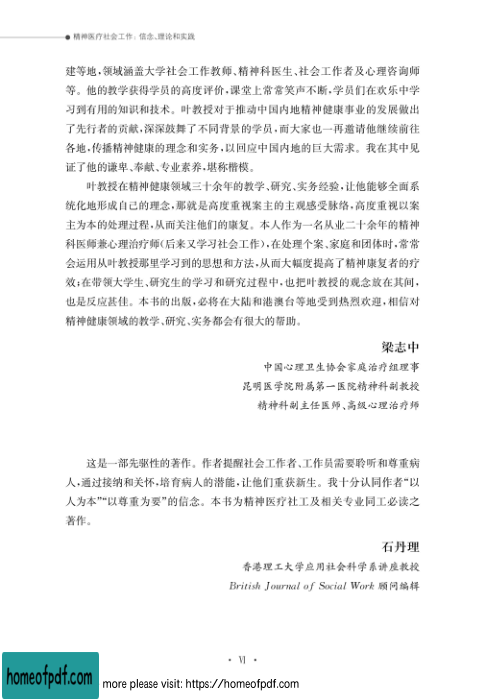 ● 精神医疗社会工作：信念、理论和实践
建等地，领域涵盖大学社会工作教师、精神科医生、社会工作者及心理咨询师
等。他的教学获得学员的高度评价，课堂上常常笑声不断，学员们在欢乐中学
习到有用的知识和技术。叶教授对于推动中国内地精神健康事业的发展做出
了先行者的贡献，深深鼓舞了不同背景的学员，而大家也一再邀请他继续前往
各地，传播精神健康的理念和实务，以回应中国内地的巨大需求。我在其中见
证了他的谦卑、奉献、专业素养，堪称楷模。
叶教授在精神健康领域三十余年的教学、研究、实务经验，让他能够全面系
统化地形成自己的理念，那就是高度重视案主的主观感受脉络，高度重视以案
主为本的处理过程，从而关注他们的康复。本人作为一名从业二十余年的精神
科医师兼心理治疗师（后来又学习社会工作），在处理个案、家庭和团体时，常常
会运用从叶教授那里学习到的思想和方法，从而大幅度提高了精神康复者的疗
效；在带领大学生、研究生的学习和研究过程中，也把叶教授的观念放在其间，
也是反应甚佳。本书的出版，必将在大陆和港澳台等地受到热烈欢迎，相信对
精神健康领域的教学、研究、实务都会有很大的帮助。
梁志中
中国心理卫生协会家庭治疗组理事
昆明医学院附属第一医院精神科副教授
精神科副主任医师、高级心理治疗师
这是一部先驱性的著作。作者提醒社会工作者、工作员需要聆听和尊重病
人，通过接纳和关怀，培育病人的潜能，让他们重获新生。我十分认同作者“以
人为本”“以尊重为要”的信念。本书为精神医疗社工及相关专业同工必读之
著作。
石丹理
香港理工大学应用社会科学系讲座教授
British Journal of Social Work 顾问编辑
• Ⅵ •
homeofpdf.com
more please visit: https://homeofpdf.com